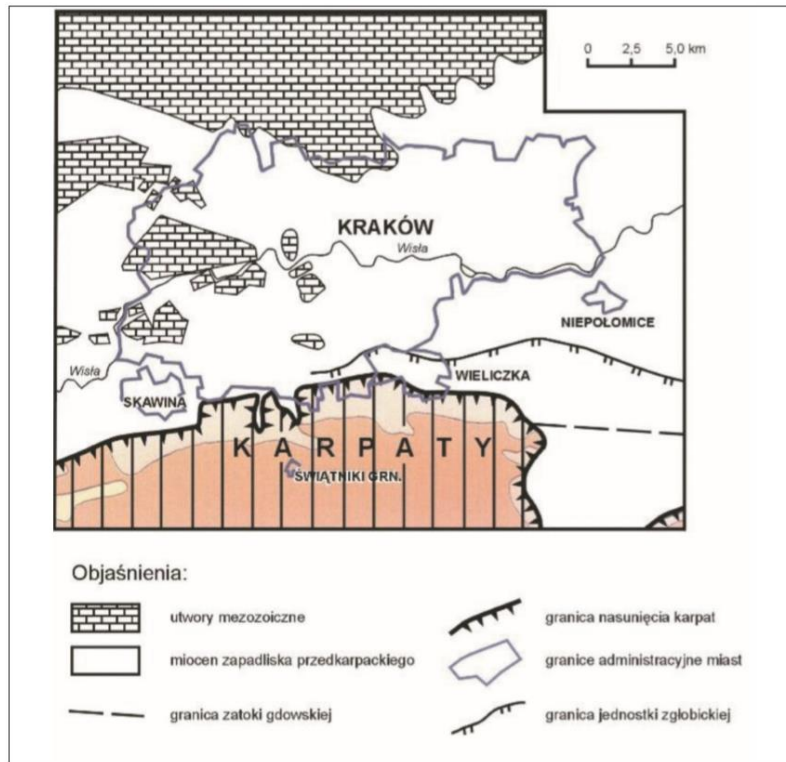 0 2,5 5,0 km
KRAKÓW
Wisła
NIEPOŁOMICE
Wisła
WIELICZKA
SKAWINA
KARPATY
ŚWIĄTNIKI GRN.
Objaśnienia:
utwory mezozoiczne
granica nasunięcia karpat
miocen zapadliska przedkarpackiego
granice administracyjne miast
granica zatoki gdowskiej
granica jednostki zgłobickiej